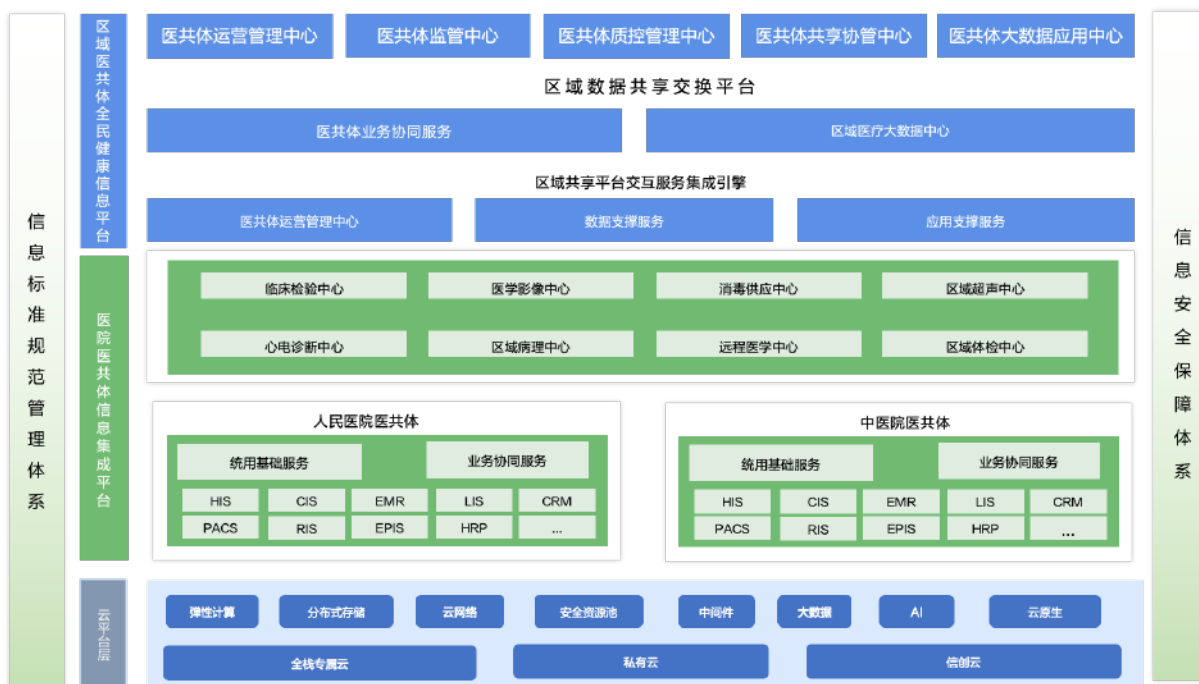 信息标准规范管理体系
区域医共体全民健康信息平台
医共体运营管理中心
医共体监管中心
医共体质控管理中心
医共体共享协管中心
医共体大数据应用中心
区域数据共享交换平台
医共体业务协同服务
区域医疗大数据中心
区域共享平台交互服务集成引擎
医共体运营管理中心
数据支撑服务
应用支撑服务
医院医共体信息集成平台
临床检验中心
医学影像中心
消毒供应中心
区域超声中心
心电诊断中心
区域病理中心
远程医学中心
区域体检中心
人民医院医共体
统用基础服务
业务协同服务
HIS
CIS
EMR
LIS
CRM
PACS
RIS
EPIS
HRP
...
中医院医共体
统用基础服务
业务协同服务
HIS
CIS
EMR
LIS
CRM
PACS
RIS
EPIS
HRP
...
云平台层
弹性计算
分布式存储
云网络
安全资源池
中间件
大数据
AI
云原生
全栈专属云
私有云
信创云
信息安全保障体系